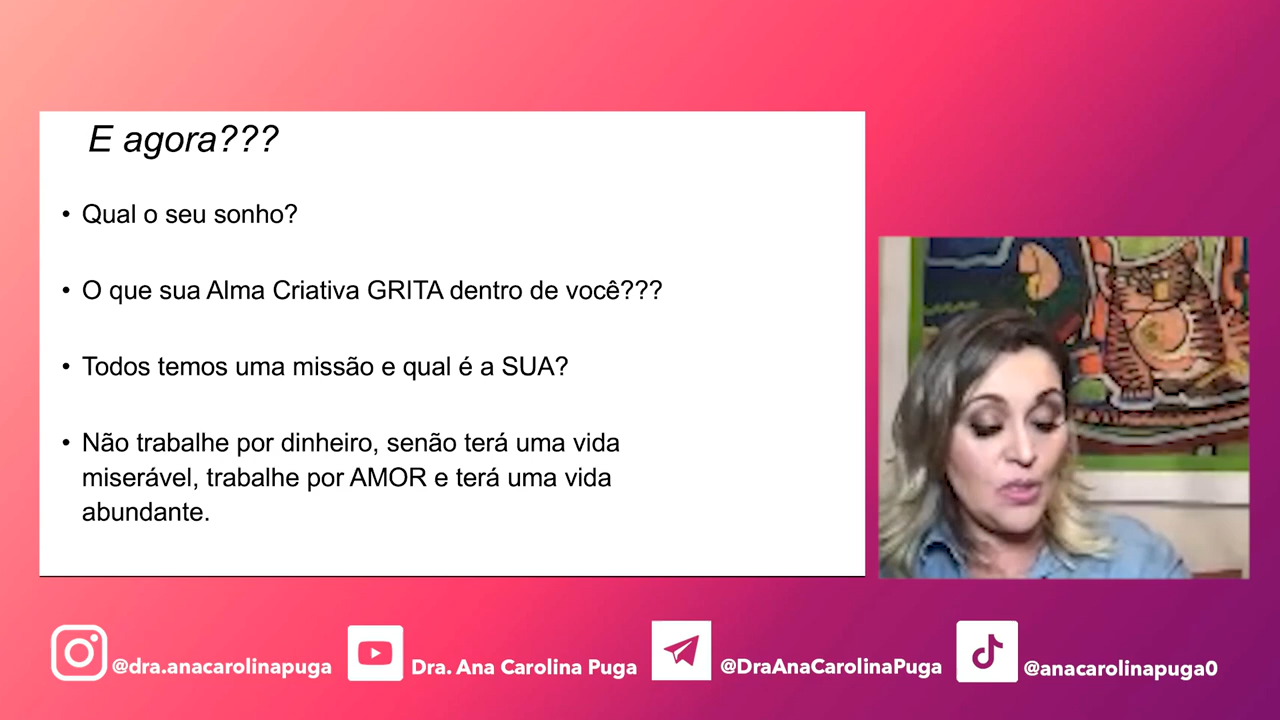 E agora???
• Qual o seu sonho?
• O que sua Alma Criativa GRITA dentro de você???
• Todos temos uma missão e qual é a SUA?
• Não trabalhe por dinheiro, senão terá uma vida
miserável, trabalhe por AMOR e terá uma vida
abundante.
@dra.anacarolinapuga
Dra. Ana Carolina Puga
@DraAnaCarolinaPuga
@anacarolinapuga0